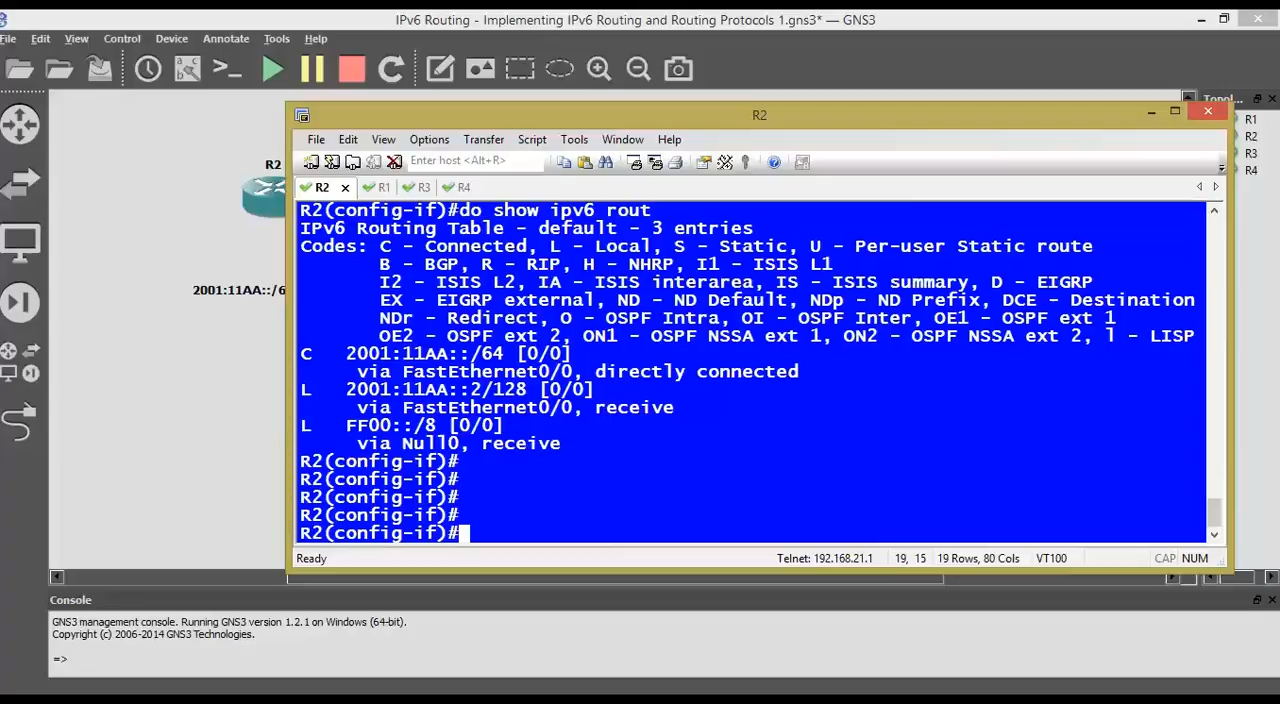 IPv6 Routing - Implementing IPv6 Routing and Routing Protocols 1.gns3* — GNS3
File Edit View Control Device Annotate Tools Help
Topol...
R1
R2
R3
R4
R2
2001:11AA::/6
R2
File Edit View Options Transfer Script Tools Window Help
Enter host <Alt+R>
R2 R1 R3 R4
R2(config-if)#do show ipv6 rout
IPv6 Routing Table - default - 3 entries
Codes: C - Connected, L - Local, S - Static, U - Per-user Static route
B - BGP, R - RIP, H - NHRP, I1 - ISIS L1
I2 - ISIS L2, IA - ISIS interarea, IS - ISIS summary, D - EIGRP
EX - EIGRP external, ND - ND Default, NDp - ND Prefix, DCE - Destination
NDr - Redirect, O - OSPF Intra, OI - OSPF Inter, OE1 - OSPF ext 1
OE2 - OSPF ext 2, ON1 - OSPF NSSA ext 1, ON2 - OSPF NSSA ext 2, l - LISP
C 2001:11AA::/64 [0/0]
via FastEthernet0/0, directly connected
L 2001:11AA::2/128 [0/0]
via FastEthernet0/0, receive
L FF00::/8 [0/0]
via Null0, receive
R2(config-if)#
R2(config-if)#
R2(config-if)#
R2(config-if)#
R2(config-if)#
Ready Telnet: 192.168.21.1 19, 15 19 Rows, 80 Cols VT100 CAP NUM
Console
GNS3 management console. Running GNS3 version 1.2.1 on Windows (64-bit).
Copyright (c) 2006-2014 GNS3 Technologies.
=>